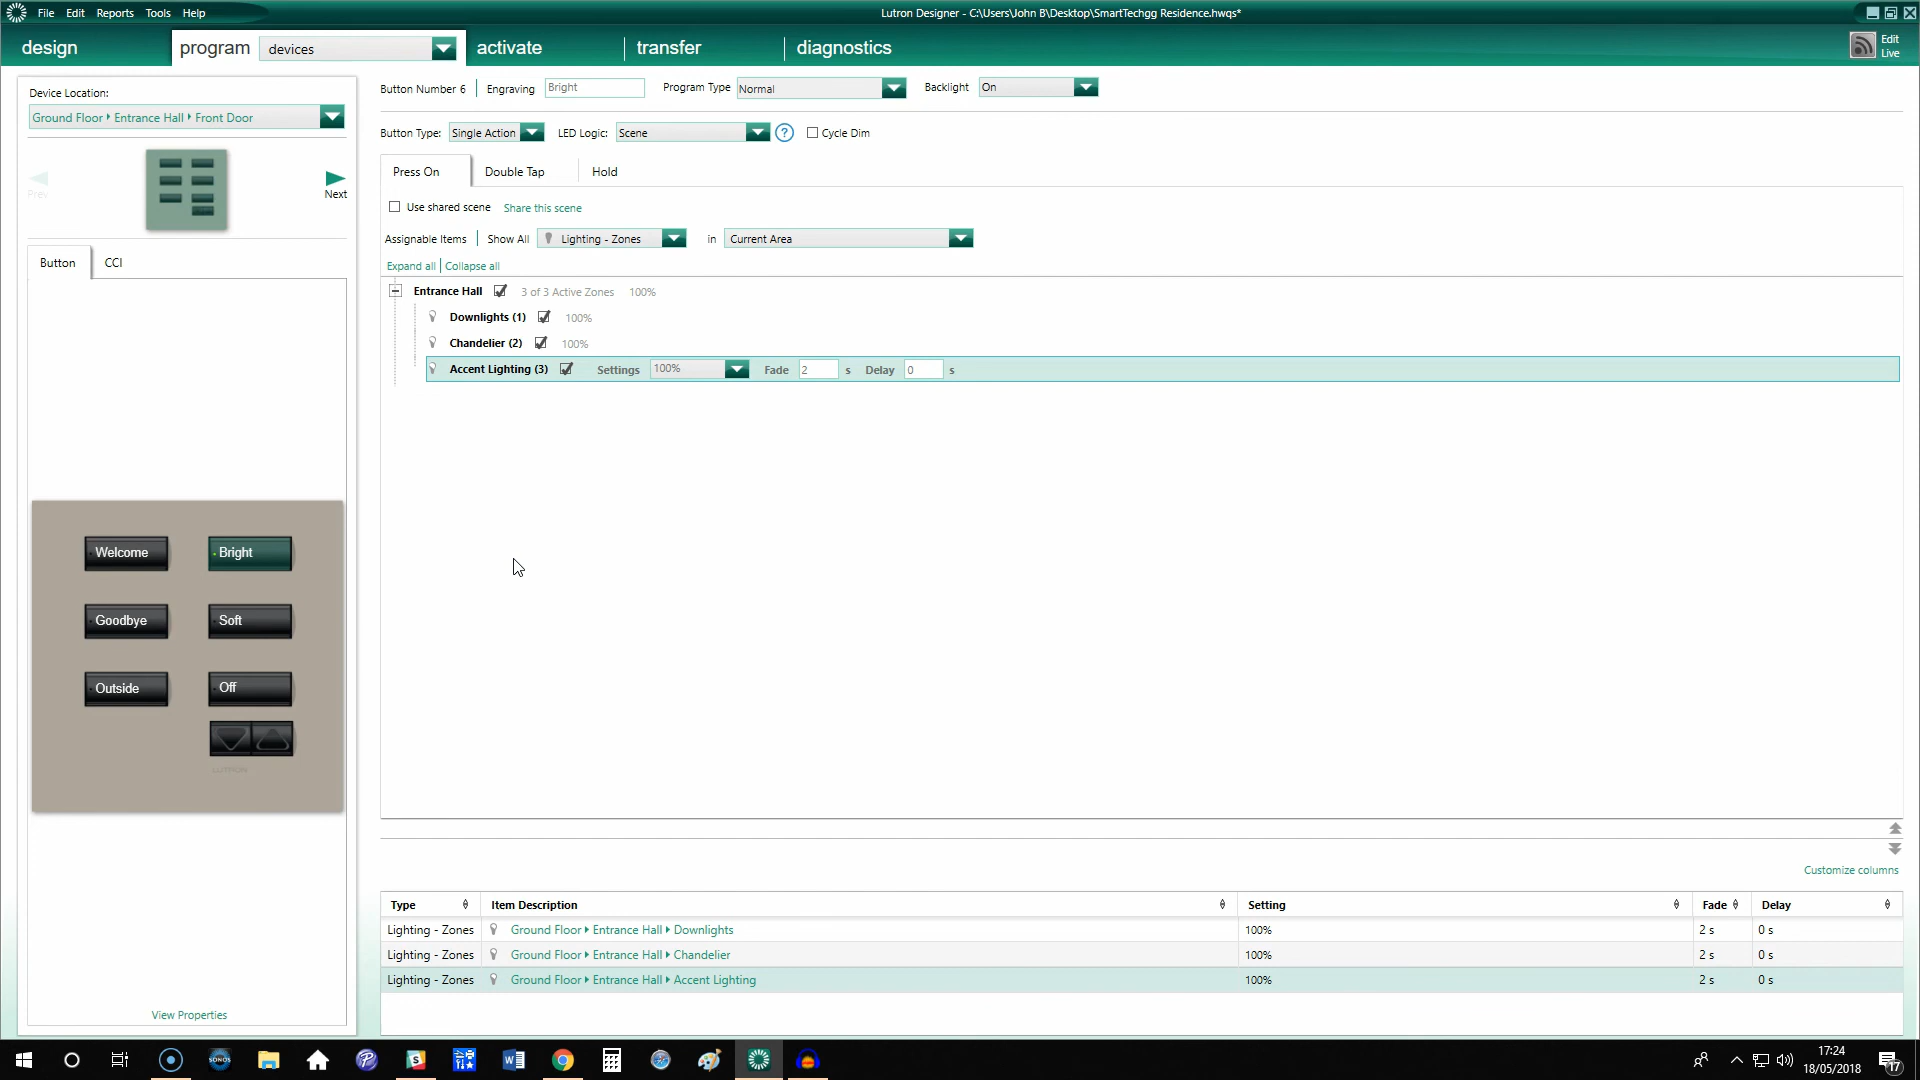 File Edit Reports Tools Help
Lutron Designer - C:\Users\John B\Desktop\SmartTechgg Residence.hwqs*
design program devices activate transfer diagnostics
Edit Live
Device Location:
Ground Floor Entrance Hall Front Door
Prev
Next
Button CCI
Welcome Bright
Goodbye Soft
Outside Off
LUTRON
View Properties
Button Number 6 Engraving Bright Program Type Normal Backlight On
Button Type: Single Action LED Logic: Scene ? Cycle Dim
Press On Double Tap Hold
Use shared scene Share this scene
Assignable Items Show All Lighting - Zones in Current Area
Expand all Collapse all
Entrance Hall 3 of 3 Active Zones 100%
Downlights (1) 100%
Chandelier (2) 100%
Accent Lighting (3) Settings 100% Fade 2 s Delay 0 s
Customize columns
Type Item Description Setting Fade Delay
Lighting - Zones Ground Floor Entrance Hall Downlights 100% 2 s 0 s
Lighting - Zones Ground Floor Entrance Hall Chandelier 100% 2 s 0 s
Lighting - Zones Ground Floor Entrance Hall Accent Lighting 100% 2 s 0 s
SONOS
17:24
18/05/2018
17